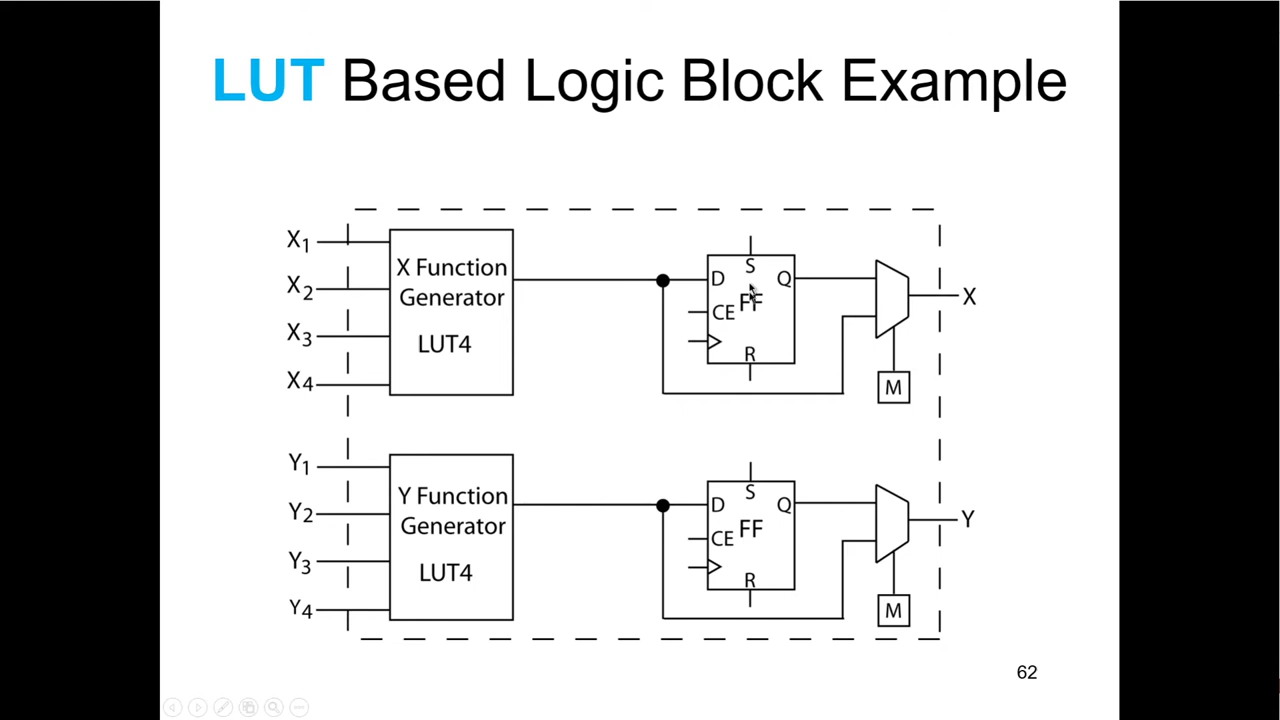 LUT Based Logic Block Example
X1
X2
X3
X4
X Function
Generator
LUT4
S
D
Q
FF
CE
R
M
X
Y1
Y2
Y3
Y4
Y Function
Generator
LUT4
S
D
Q
FF
CE
R
M
Y
62